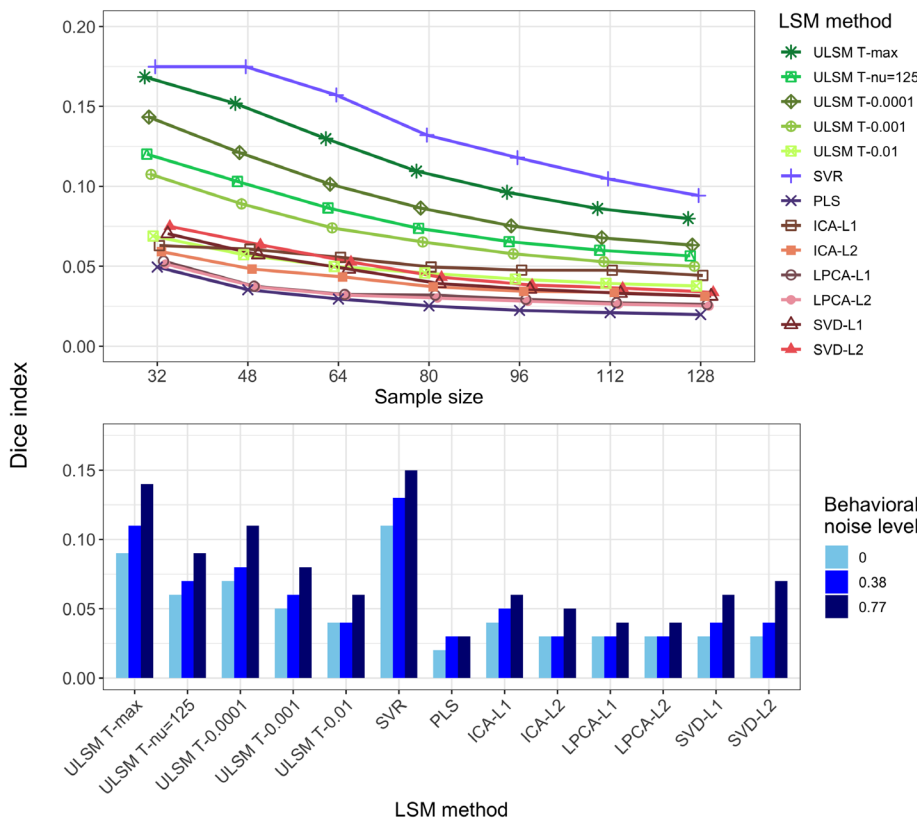 0.20
0.15
0.10
0.05
0.00
32
48
64
80
96
112
128
Sample size
LSM method
ULSM T-max
ULSM T-nu=125
ULSM T-0.0001
ULSM T-0.001
ULSM T-0.01
SVR
PLS
ICA-L1
ICA-L2
LPCA-L1
LPCA-L2
SVD-L1
SVD-L2
Dice index
0.15
0.10
0.05
0.00
ULSM T-max
ULSM T-nu=125
ULSM T-0.0001
ULSM T-0.001
ULSM T-0.01
SVR
PLS
ICA-L1
ICA-L2
LPCA-L1
LPCA-L2
SVD-L1
SVD-L2
LSM method
Behavioral
noise level
0
0.38
0.77